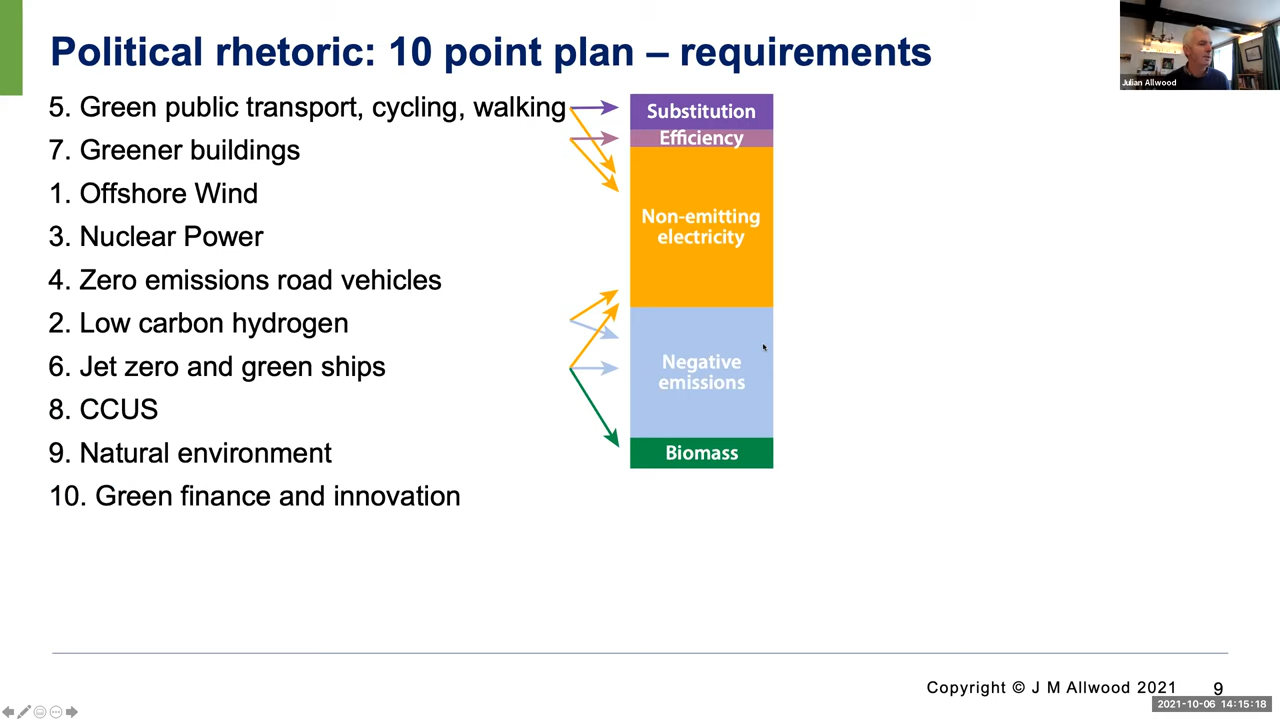 Political rhetoric: 10 point plan – requirements
Julian Allwood
5. Green public transport, cycling, walking
7. Greener buildings
1. Offshore Wind
3. Nuclear Power
4. Zero emissions road vehicles
2. Low carbon hydrogen
6. Jet zero and green ships
8. CCUS
9. Natural environment
10. Green finance and innovation
Substitution
Efficiency
Non-emitting
electricity
Negative
emissions
Biomass
Copyright © J M Allwood 2021
9
2021-10-06 14:15:18